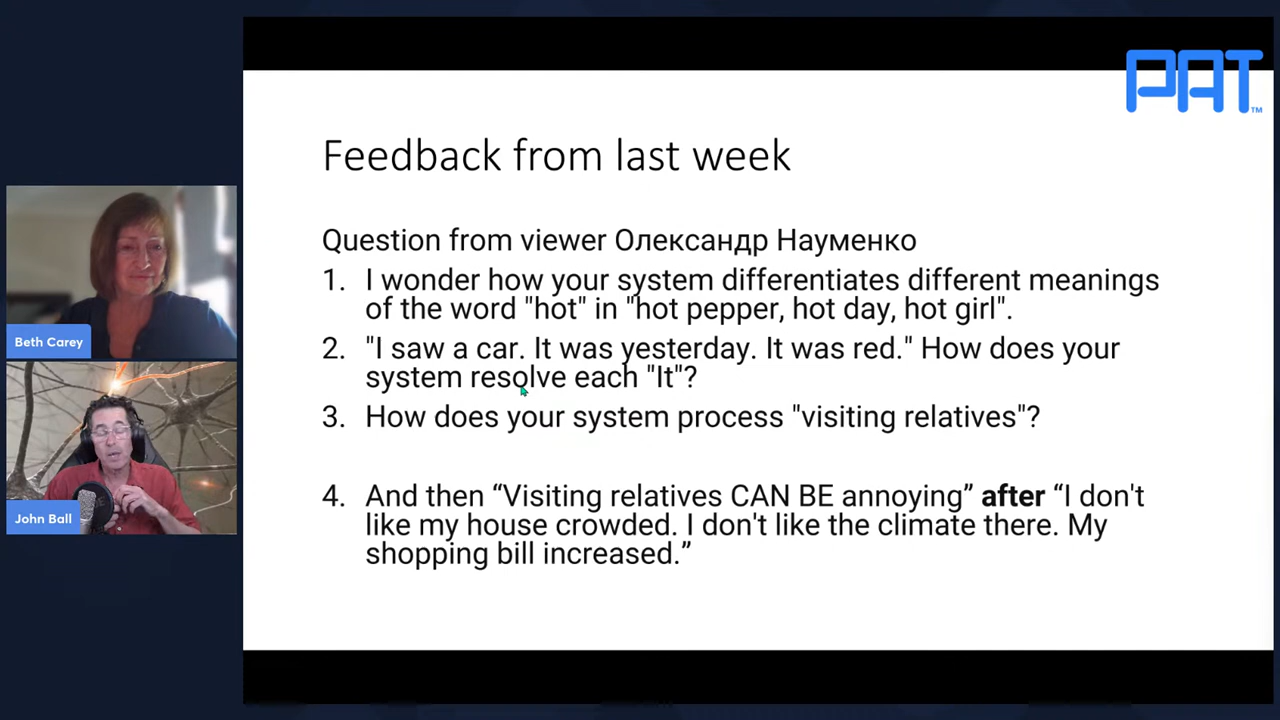 PAT™
Feedback from last week
Question from viewer Олександр Науменко
1. I wonder how your system differentiates different meanings
of the word "hot" in "hot pepper, hot day, hot girl".
2. "I saw a car. It was yesterday. It was red." How does your
system resolve each "It"?
3. How does your system process "visiting relatives"?
4. And then “Visiting relatives CAN BE annoying” after “I don't
like my house crowded. I don't like the climate there. My
shopping bill increased.”
Beth Carey
John Ball